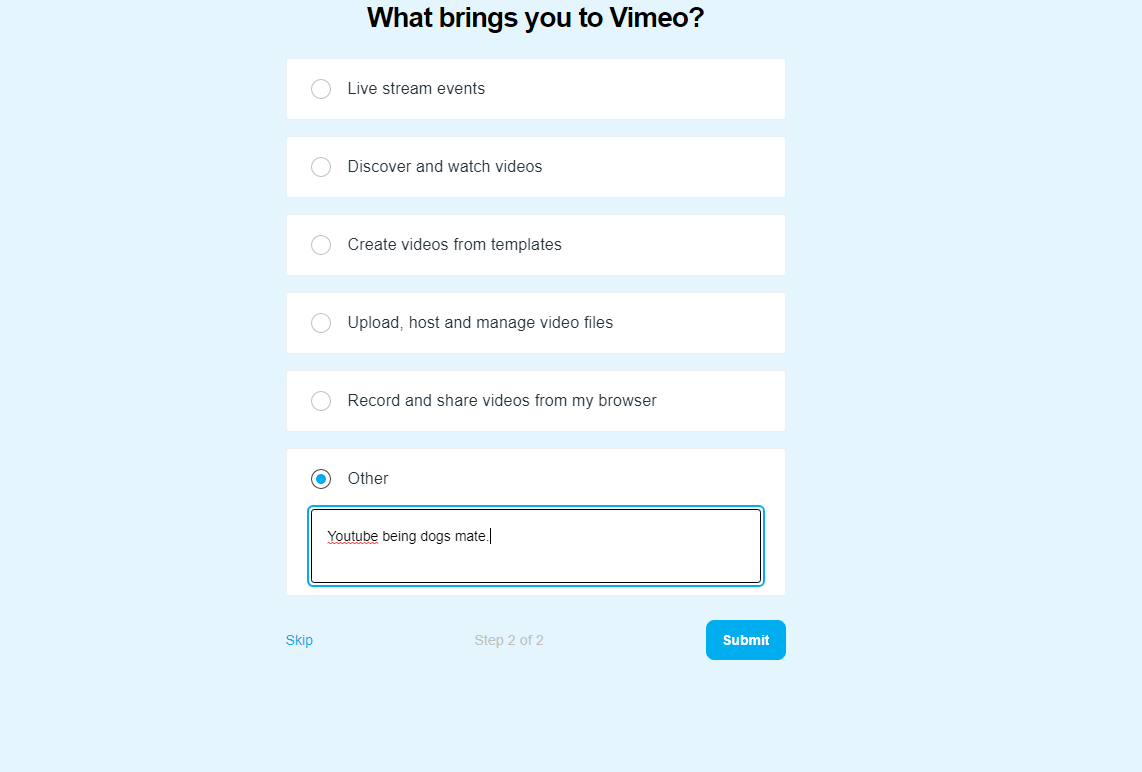 What brings you to Vimeo?
Live stream events
Discover and watch videos
Create videos from templates
Upload, host and manage video files
Record and share videos from my browser
Other
Youtube being dogs mate.
Skip
Step 2 of 2
Submit